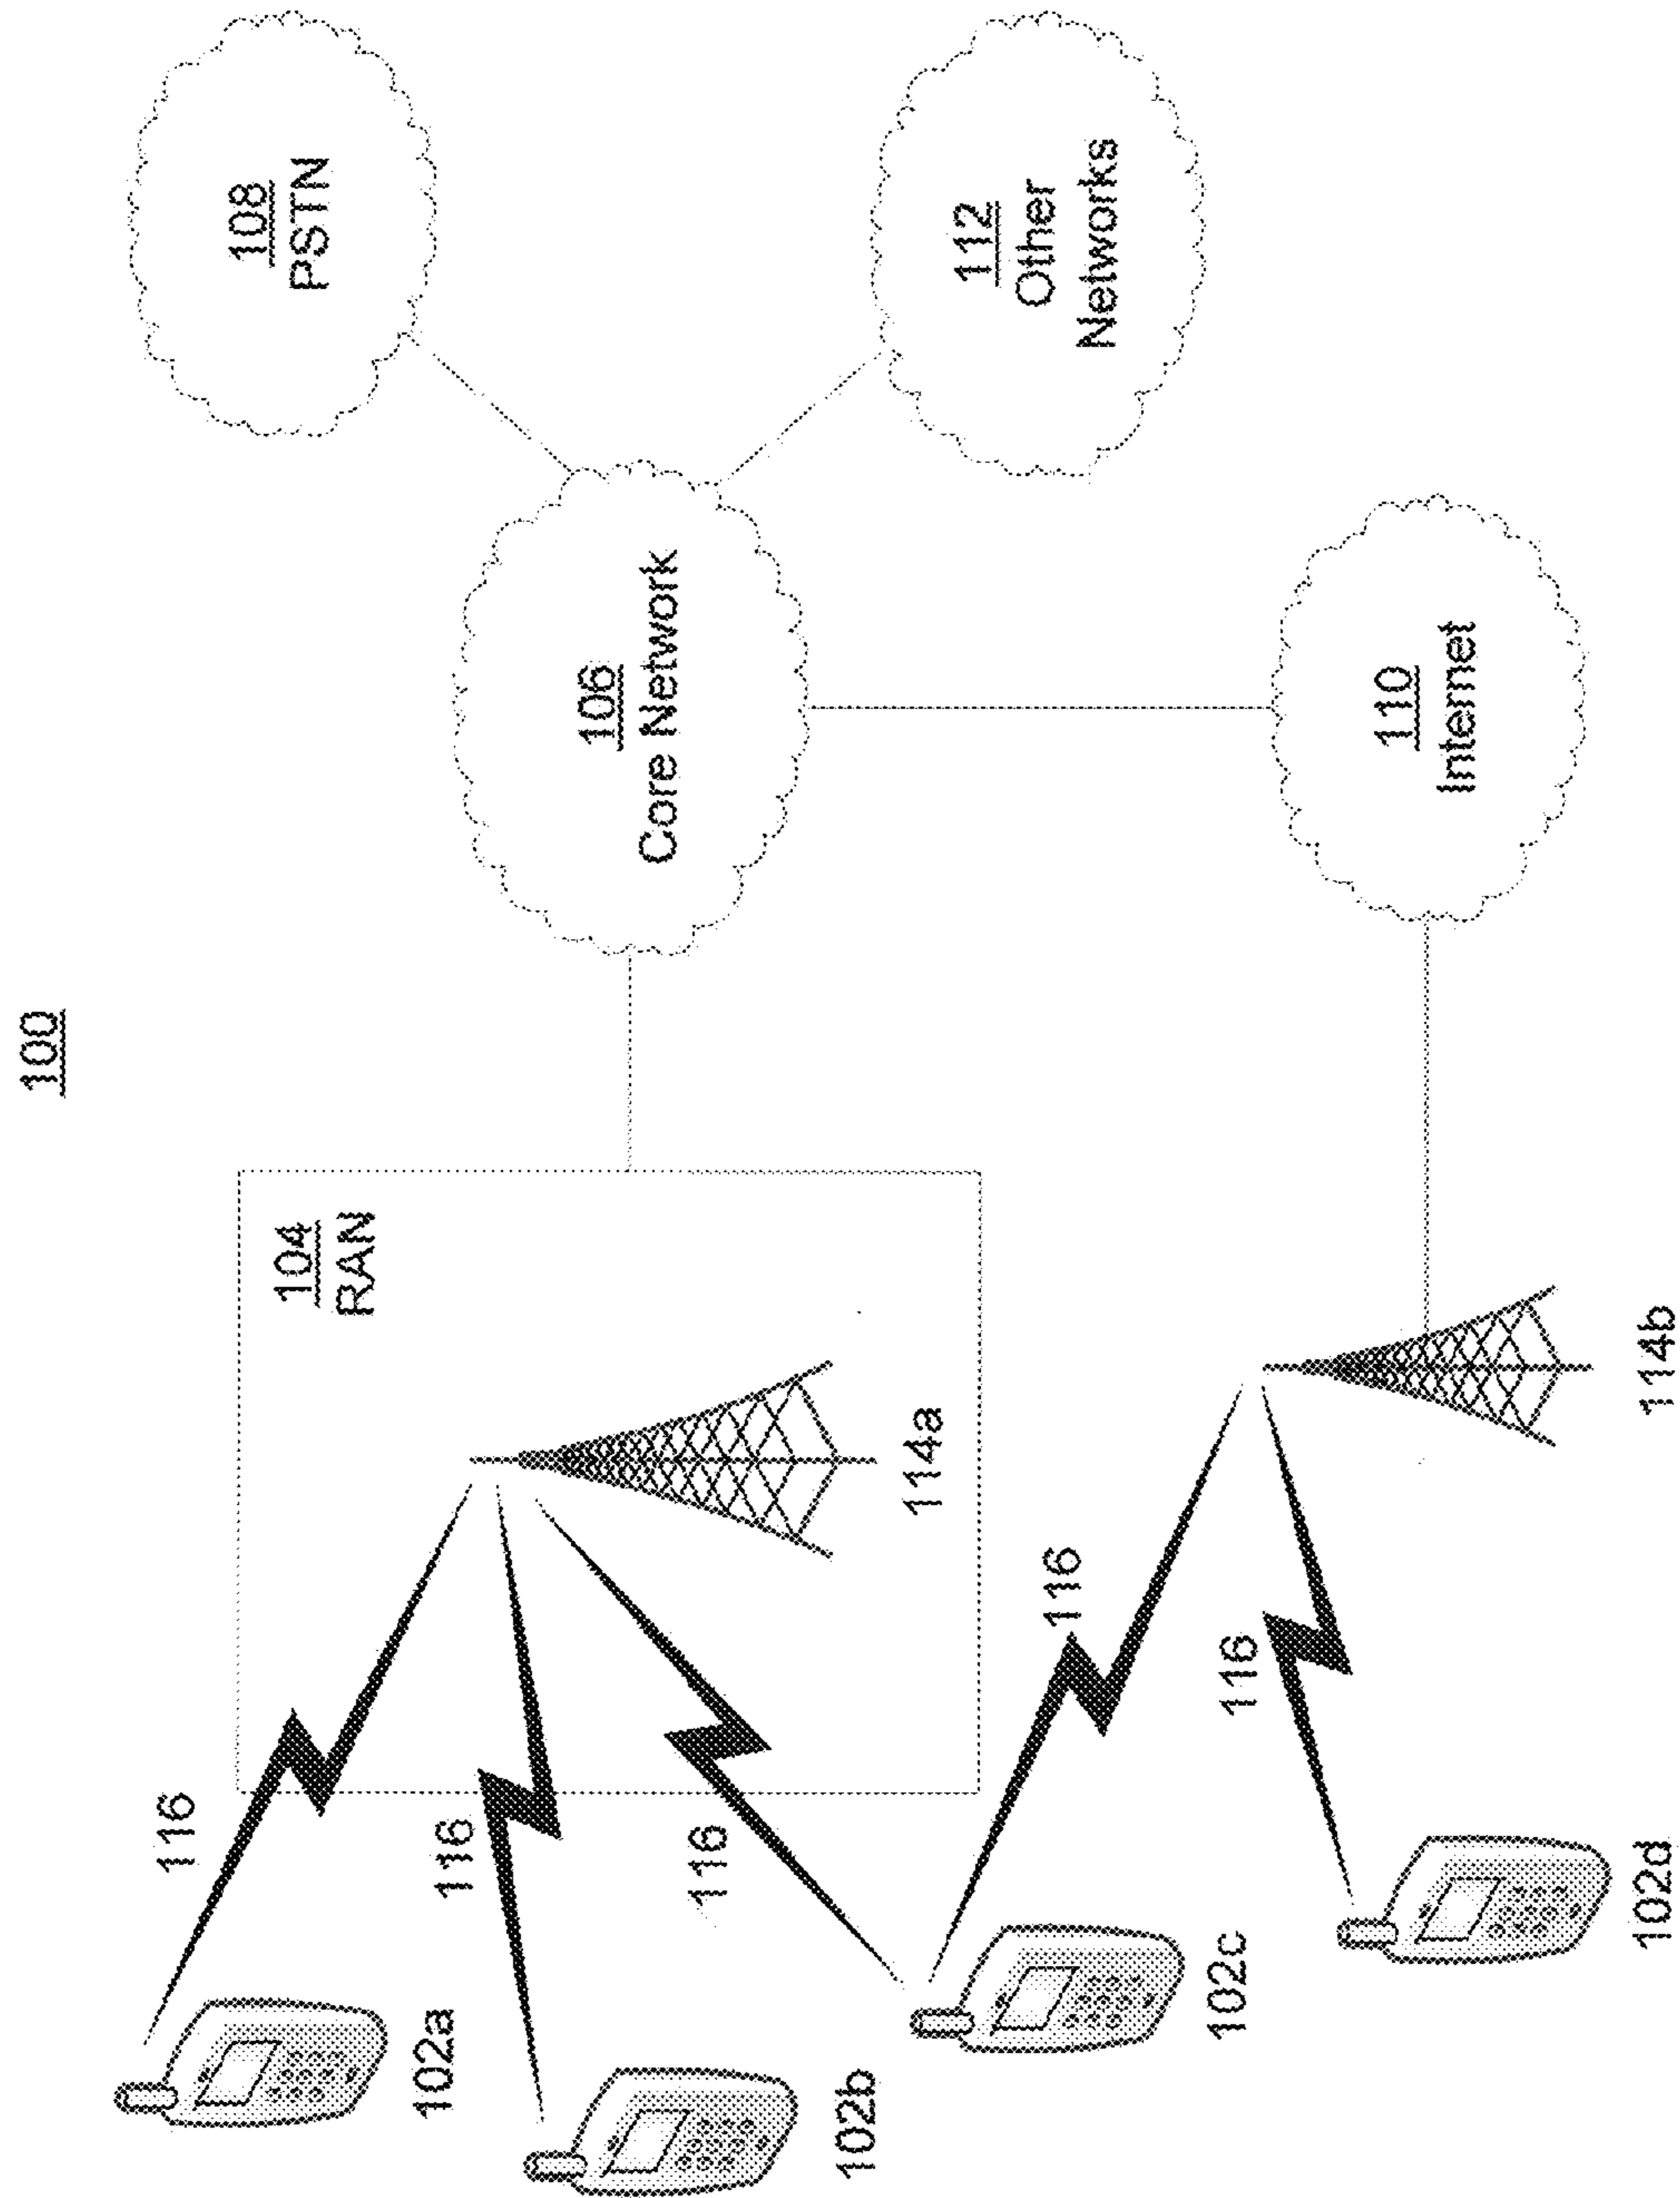 100
108
PSTN
104
RAN
106
Core Network
112
Other
Networks
110
Internet
116
116
116
116
116
102a
102b
102c
102d
114a
114b